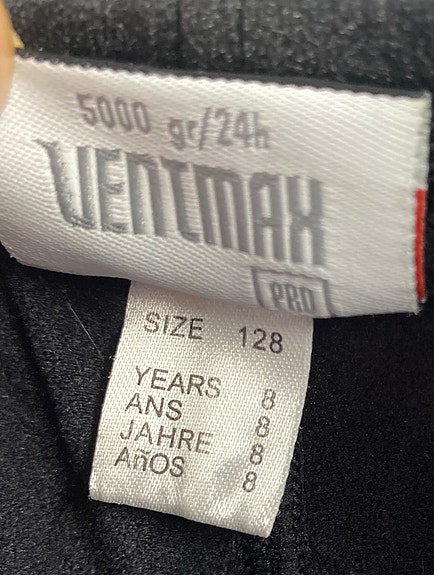 5000 gr/24h
VENTMAX
PRO
SIZE 128
YEARS 8
ANS 8
JAHRE 8
AñOS 8